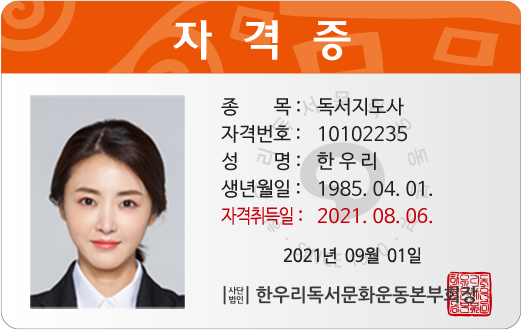 자격증
종 목 : 독서지도사
자격번호 : 10102235
성 명 : 한우리
생년월일 : 1985. 04. 01.
자격취득일 : 2021. 08. 06.
2021년 09월 01일
|사단법인| 한우리독서문화운동본부회장